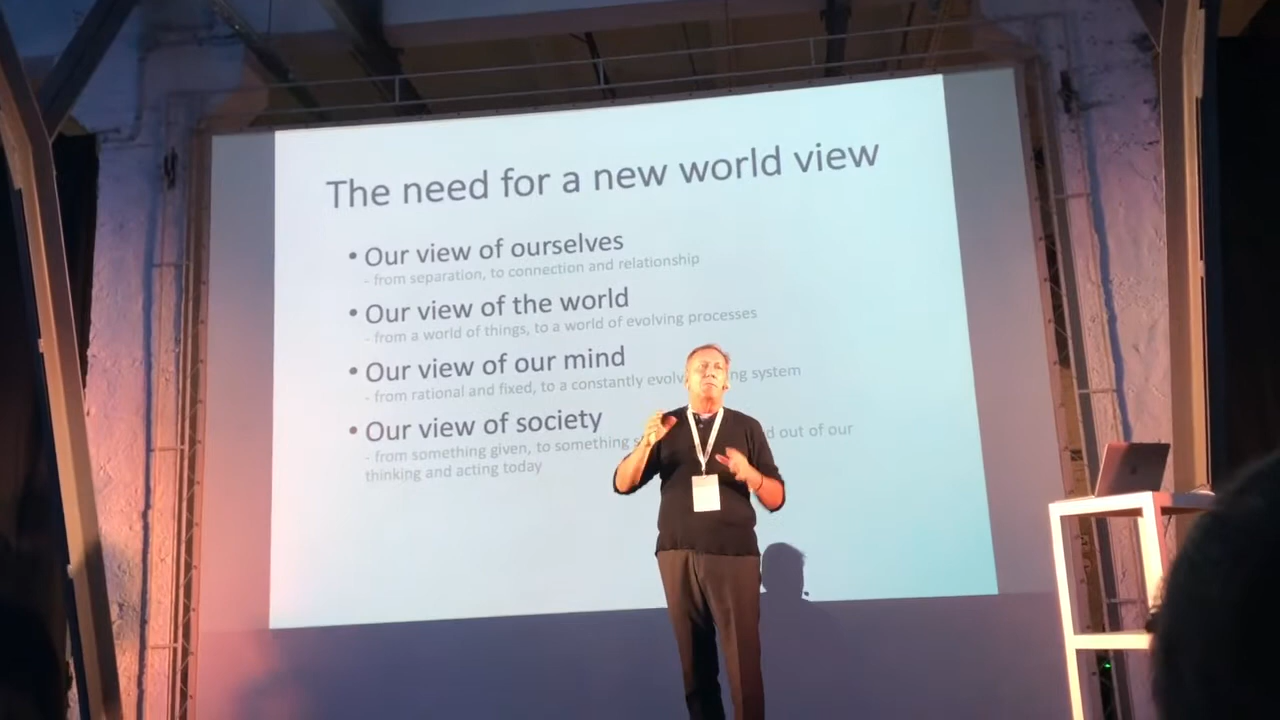 The need for a new world view
• Our view of ourselves
- from separation, to connection and relationship
• Our view of the world
- from a world of things, to a world of evolving processes
• Our view of our mind
- from rational and fixed, to a constantly system
• Our view of society
- from something given, to something out of our
thinking and acting today